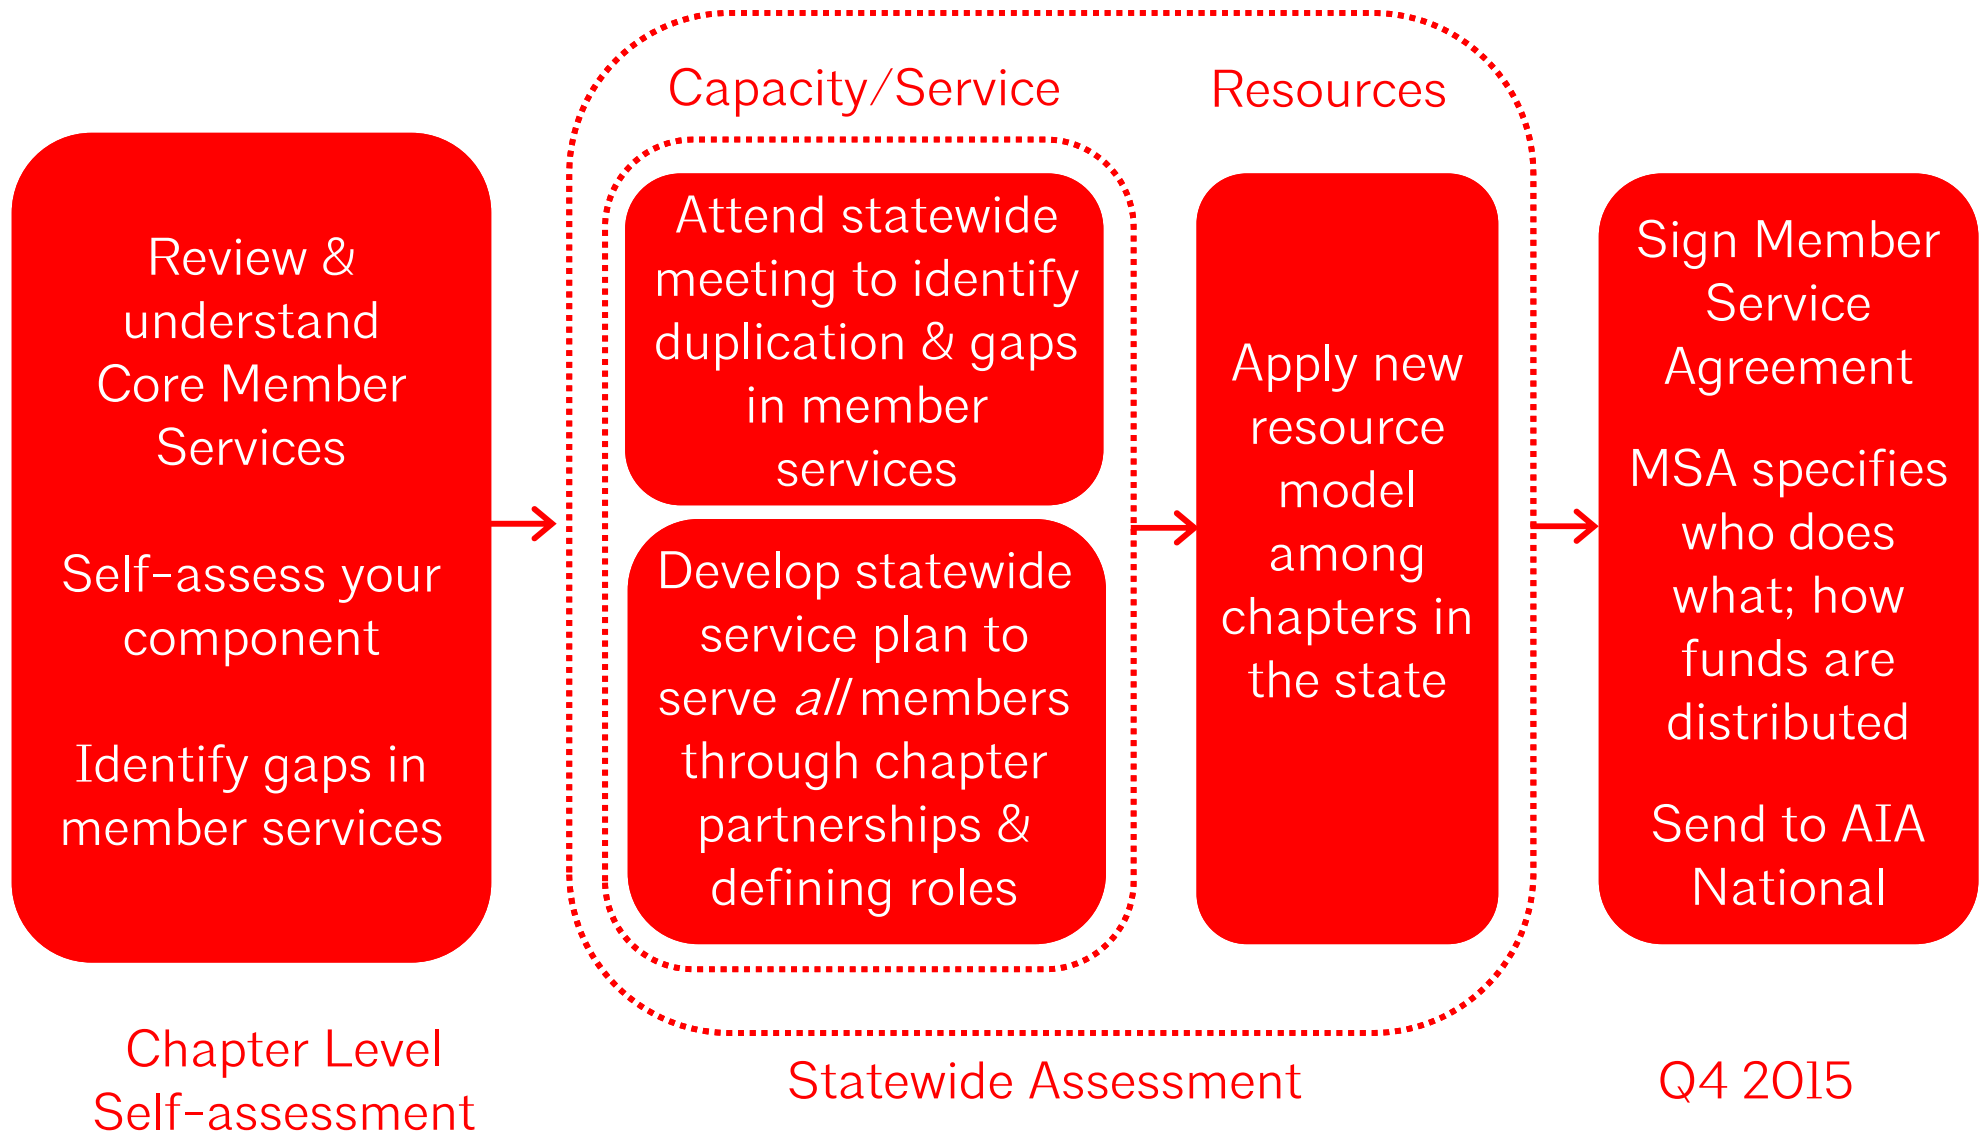 Capacity/Service
Resources
Review &
understand
Core Member
Services
Self-assess your
component
Identify gaps in
member services
Attend statewide
meeting to identify
duplication & gaps
in member
services
Develop statewide
service plan to
serve all members
through chapter
partnerships &
defining roles
Apply new
resource
model
among
chapters in
the state
Sign Member
Service
Agreement
MSA specifies
who does
what; how
funds are
distributed
Send to AIA
National
Chapter Level
Self-assessment
Statewide Assessment
Q4 2015